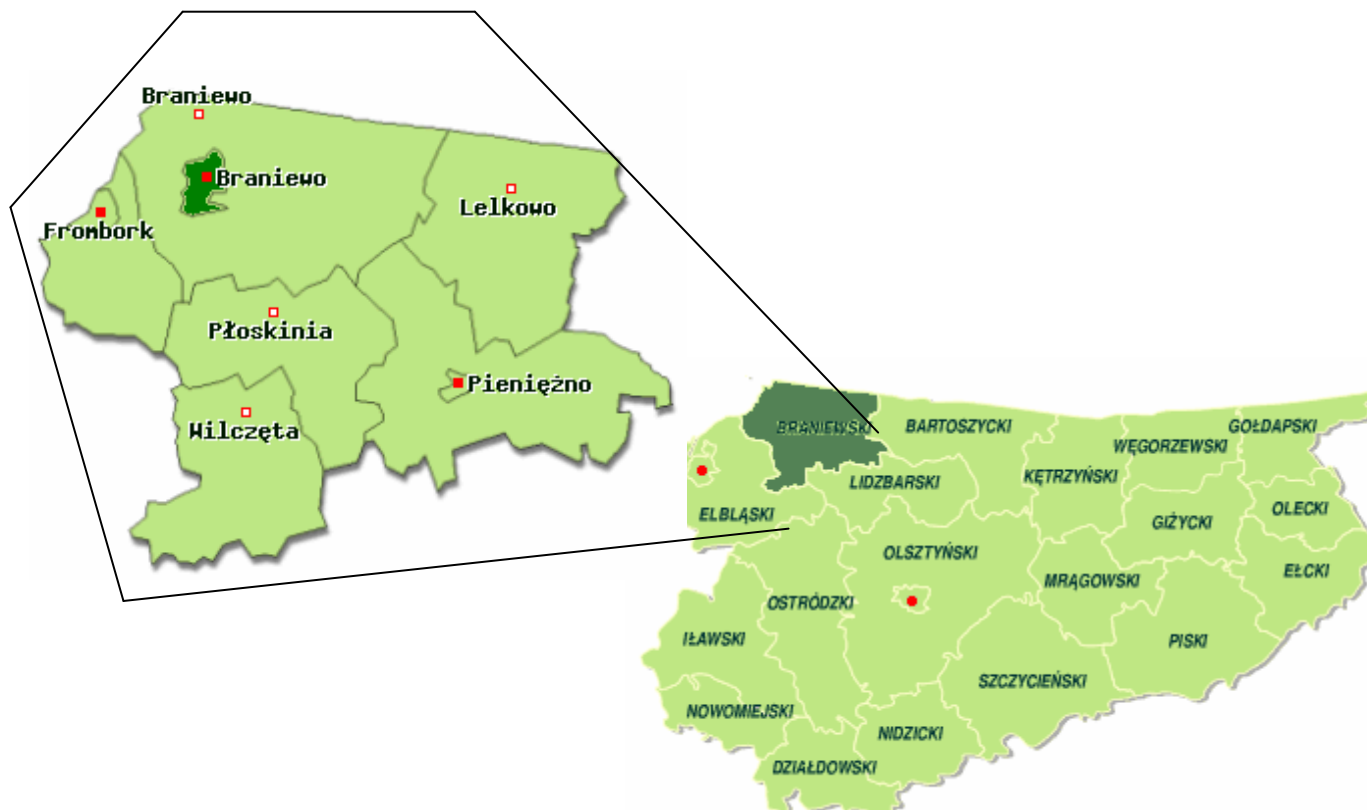 Braniewo
Braniewo
Lelkowo
Frombork
Płoskinia
Pieniężno
Wilczęta
BRANIEWSKI
BARTOSZYCKI
GOŁDAPSKI
WĘGORZEWSKI
KĘTRZYŃSKI
LIDZBARSKI
ELBLĄSKI
GIŻYCKI
OLECKI
OLSZTYŃSKI
EŁCKI
MRĄGOWSKI
OSTRÓDZKI
IŁAWSKI
PISKI
SZCZYCIEŃSKI
NOWOMIEJSKI
NIDZICKI
DZIAŁDOWSKI